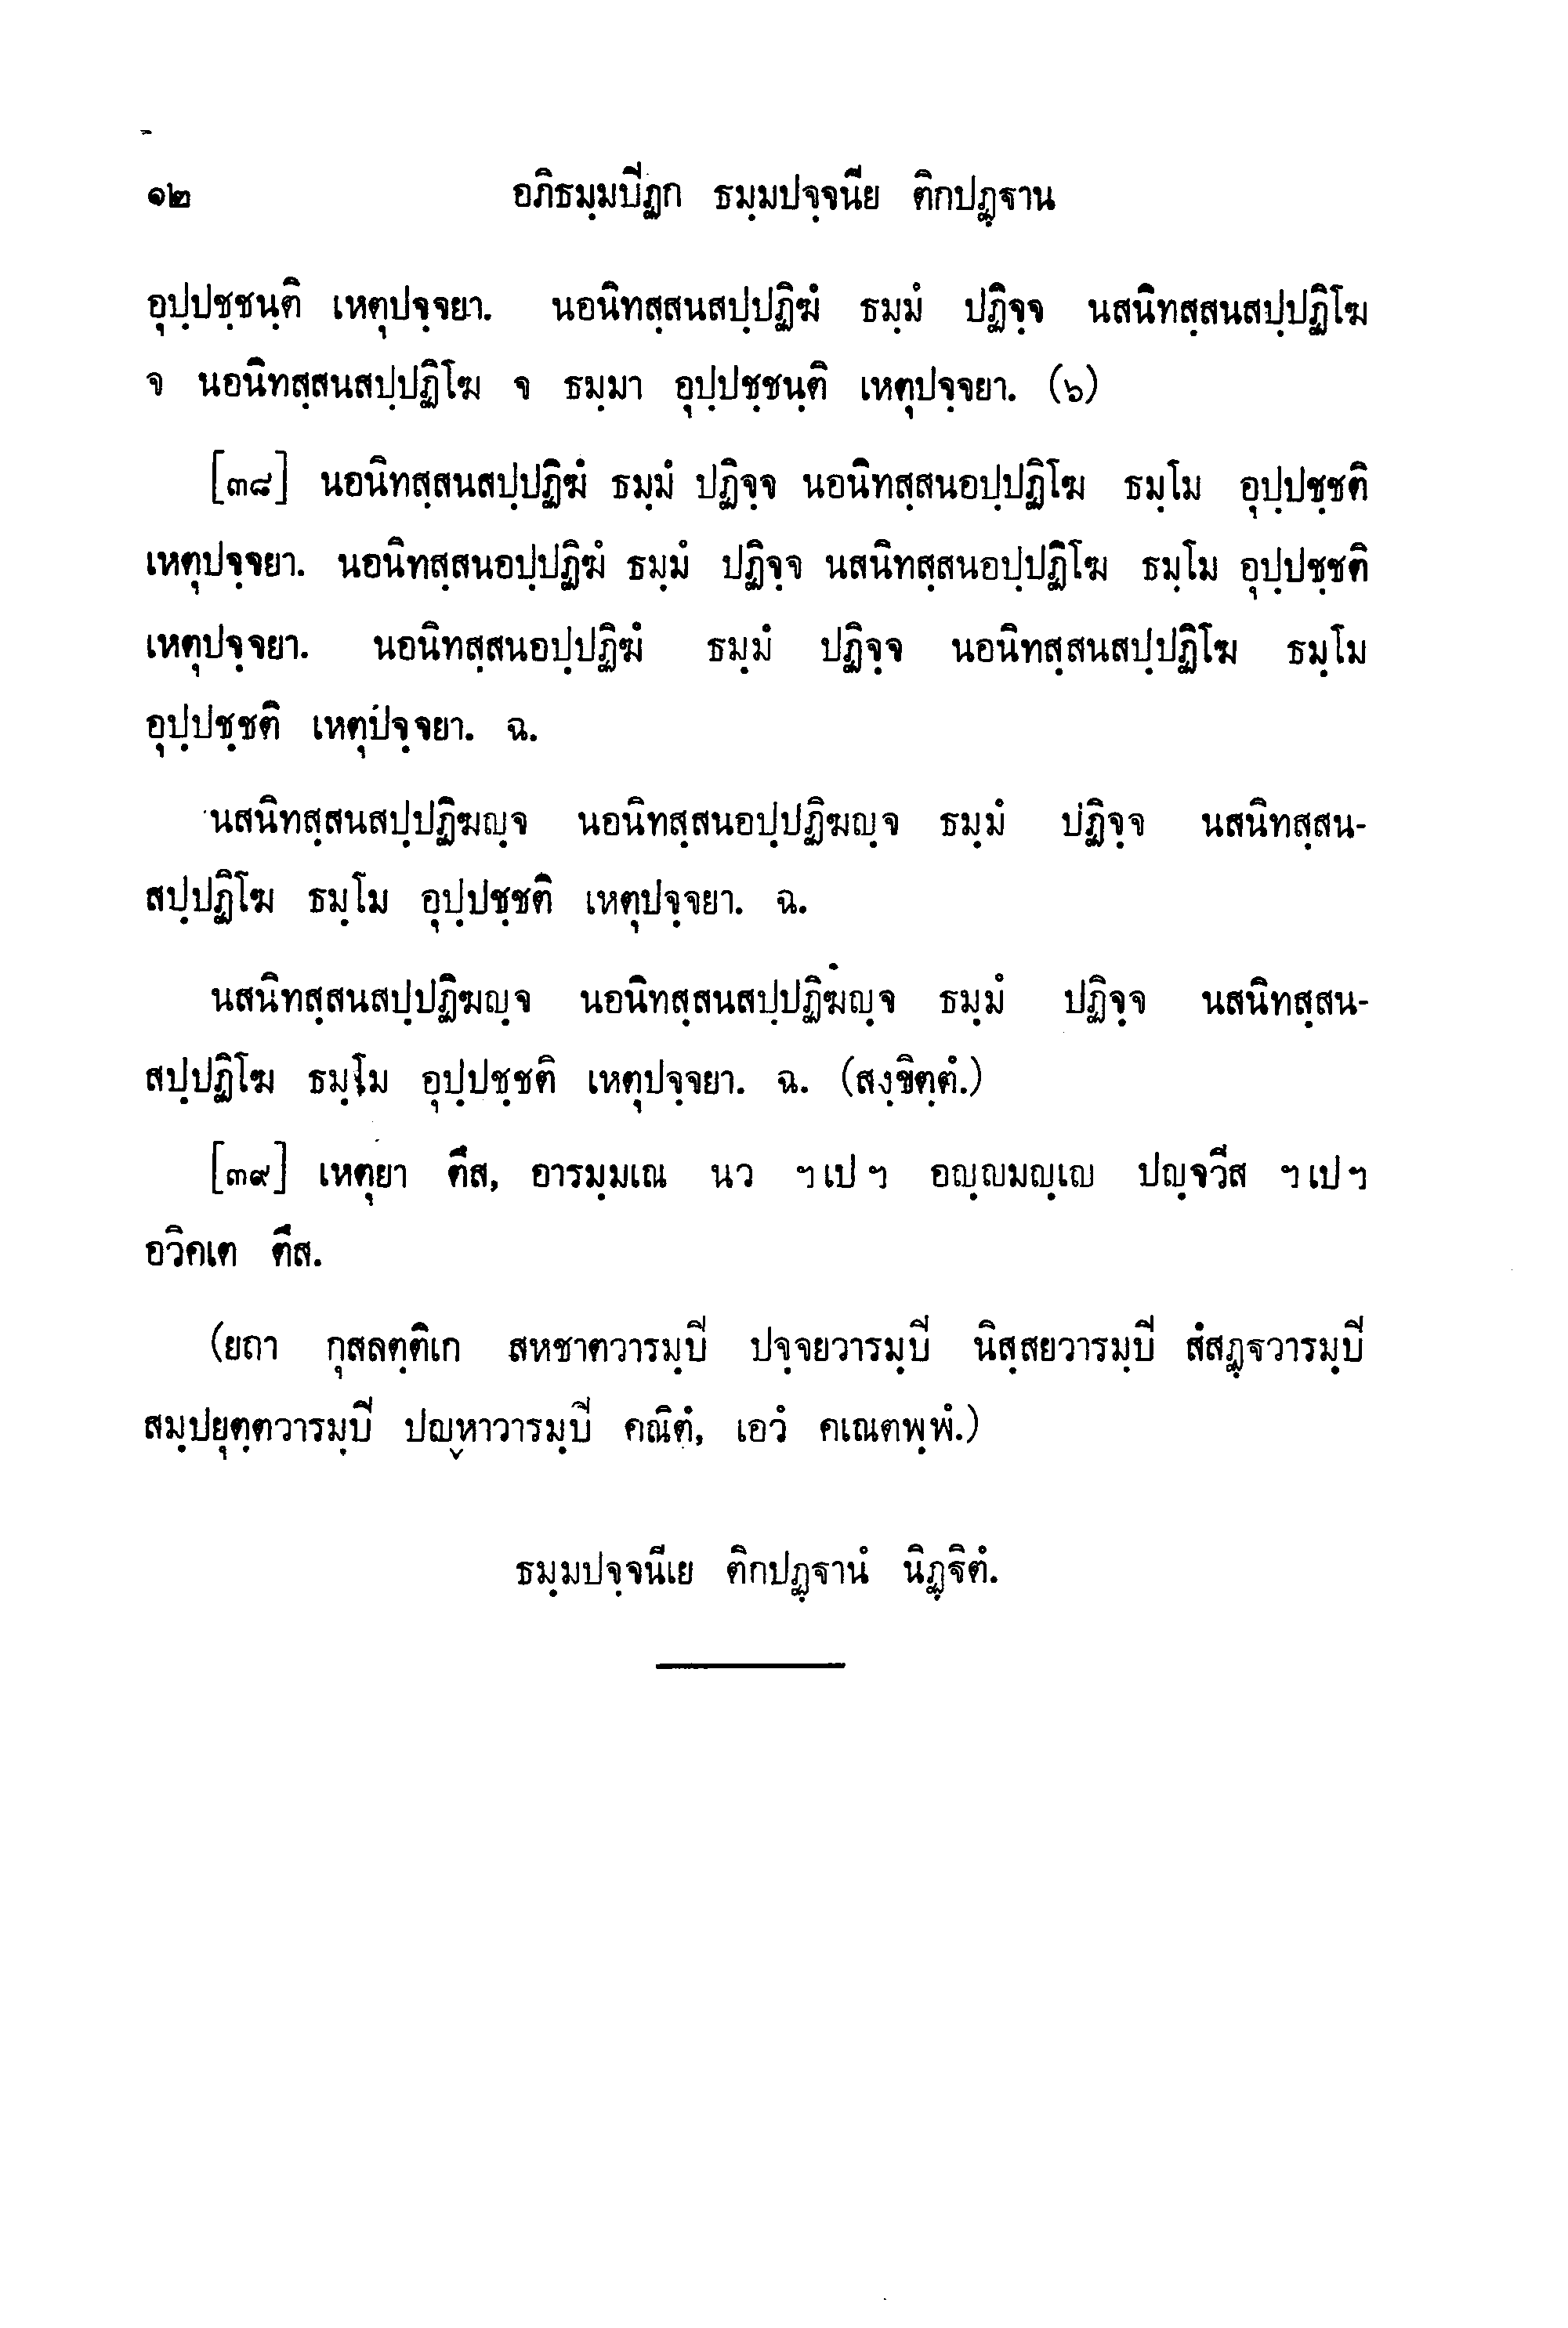 ๑๒ อภิธมฺมปีฏก ธมฺมปจฺจนีย ติกปฏฺฐาน
อุปฺปชฺชนฺติ เหตุปจฺจยา. นอนิทสฺสนสปฺปฏิฆํ ธมฺมํ ปฏิจฺจ นสนิทสฺสนสปฺปฏิโฆ
จ นอนิทสฺสนสปฺปฏิโฆ จ ธมฺมา อุปฺปชฺชนฺติ เหตุปจฺจยา. (๖)
[๓๘] นอนิทสฺสนสปฺปฏิฆํ ธมฺมํ ปฏิจฺจ นอนิทสฺสนอปฺปฏิโฆ ธมฺโม อุปฺปชฺชติ
เหตุปจฺจยา. นอนิทสฺสนอปฺปฏิฆํ ธมฺมํ ปฏิจฺจ นสนิทสฺสนอปฺปฏิโฆ ธมฺโม อุปฺปชฺชติ
เหตุปจฺจยา. นอนิทสฺสนอปฺปฏิฆํ ธมฺมํ ปฏิจฺจ นอนิทสฺสนสปฺปฏิโฆ ธมฺโม
อุปฺปชฺชติ เหตุปจฺจยา. ฉ.
นสนิทสฺสนสปฺปฏิฆญฺจ นอนิทสฺสนอปฺปฏิฆญฺจ ธมฺมํ ปฏิจฺจ นสนิทสฺสน-
สปฺปฏิโฆ ธมฺโม อุปฺปชฺชติ เหตุปจฺจยา. ฉ.
นสนิทสฺสนสปฺปฏิฆญฺจ นอนิทสฺสนสปฺปฏิฆญฺจ ธมฺมํ ปฏิจฺจ นสนิทสฺสน-
สปฺปฏิโฆ ธมฺโม อุปฺปชฺชติ เหตุปจฺจยา. ฉ. (สงฺขิตฺตํ.)
[๓๙] เหตุยา ตึส, อารมฺมเณ นว ฯเปฯ อญฺญมญฺเญ ปญฺจวีส ฯเปฯ
อวิคเต ตึส.
(ยถา กุสลตฺติเก สหชาตวารมฺปี ปจฺจยวารมฺปี นิสฺสยวารมฺปี สํสฏฺฐวารมฺปี
สมฺปยุตฺตวารมฺปี ปญฺหาวารมฺปี คณิตํ, เอวํ คเณตพฺพํ.)
ธมฺมปจฺจนีเย ติกปฏฺฐานํ นิฏฺฐิตํ.